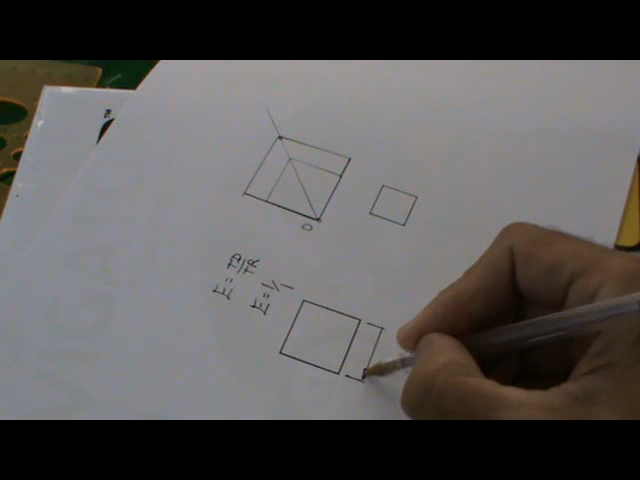 O
E = TD/TR
E = 1/1